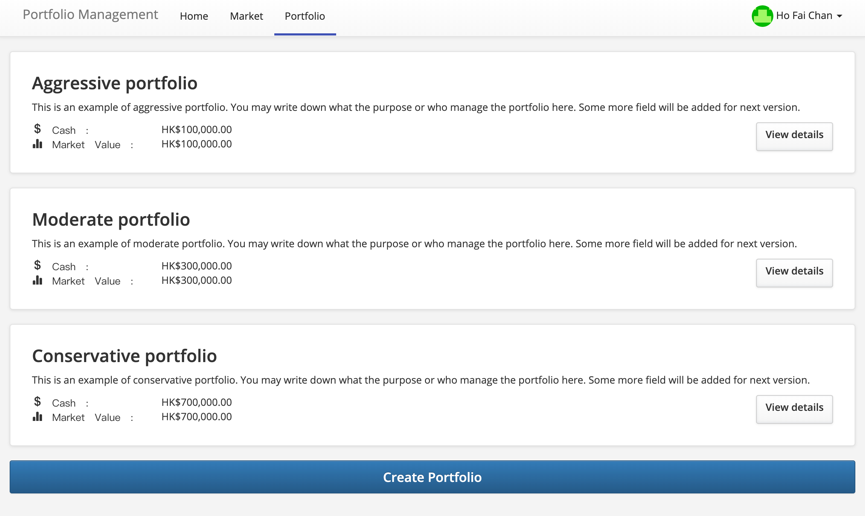 Portfolio Management Home Market Portfolio Ho Fai Chan
Aggressive portfolio
This is an example of aggressive portfolio. You may write down what the purpose or who manage the portfolio here. Some more field will be added for next version.
$ Cash : HK$100,000.00
Market Value : HK$100,000.00
View details
Moderate portfolio
This is an example of moderate portfolio. You may write down what the purpose or who manage the portfolio here. Some more field will be added for next version.
$ Cash : HK$300,000.00
Market Value : HK$300,000.00
View details
Conservative portfolio
This is an example of conservative portfolio. You may write down what the purpose or who manage the portfolio here. Some more field will be added for next version.
$ Cash : HK$700,000.00
Market Value : HK$700,000.00
View details
Create Portfolio